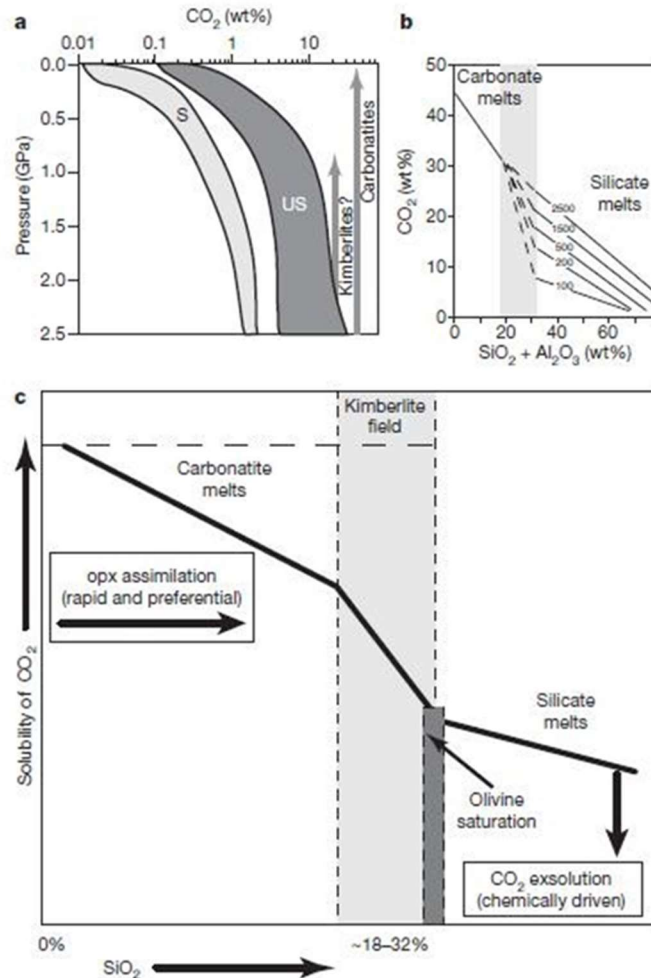 a
CO₂ (wt%)
0.01 0.1 1 10
0.0
0.5
1.0
1.5
2.0
2.5
Pressure (GPa)
S
US
Kimberlites?
Carbonatites
b
50
40
30
20
10
0
CO₂ (wt%)
Carbonate
melts
Silicate
melts
2500
1500
500
200
100
0 20 40 60
SiO₂ + Al₂O₃ (wt%)
c
Kimberlite
field
Carbonatite
melts
opx assimilation
(rapid and preferential)
Solubility of CO₂
Silicate
melts
Olivine
saturation
CO₂ exsolution
(chemically driven)
0% ~18–32%
SiO₂